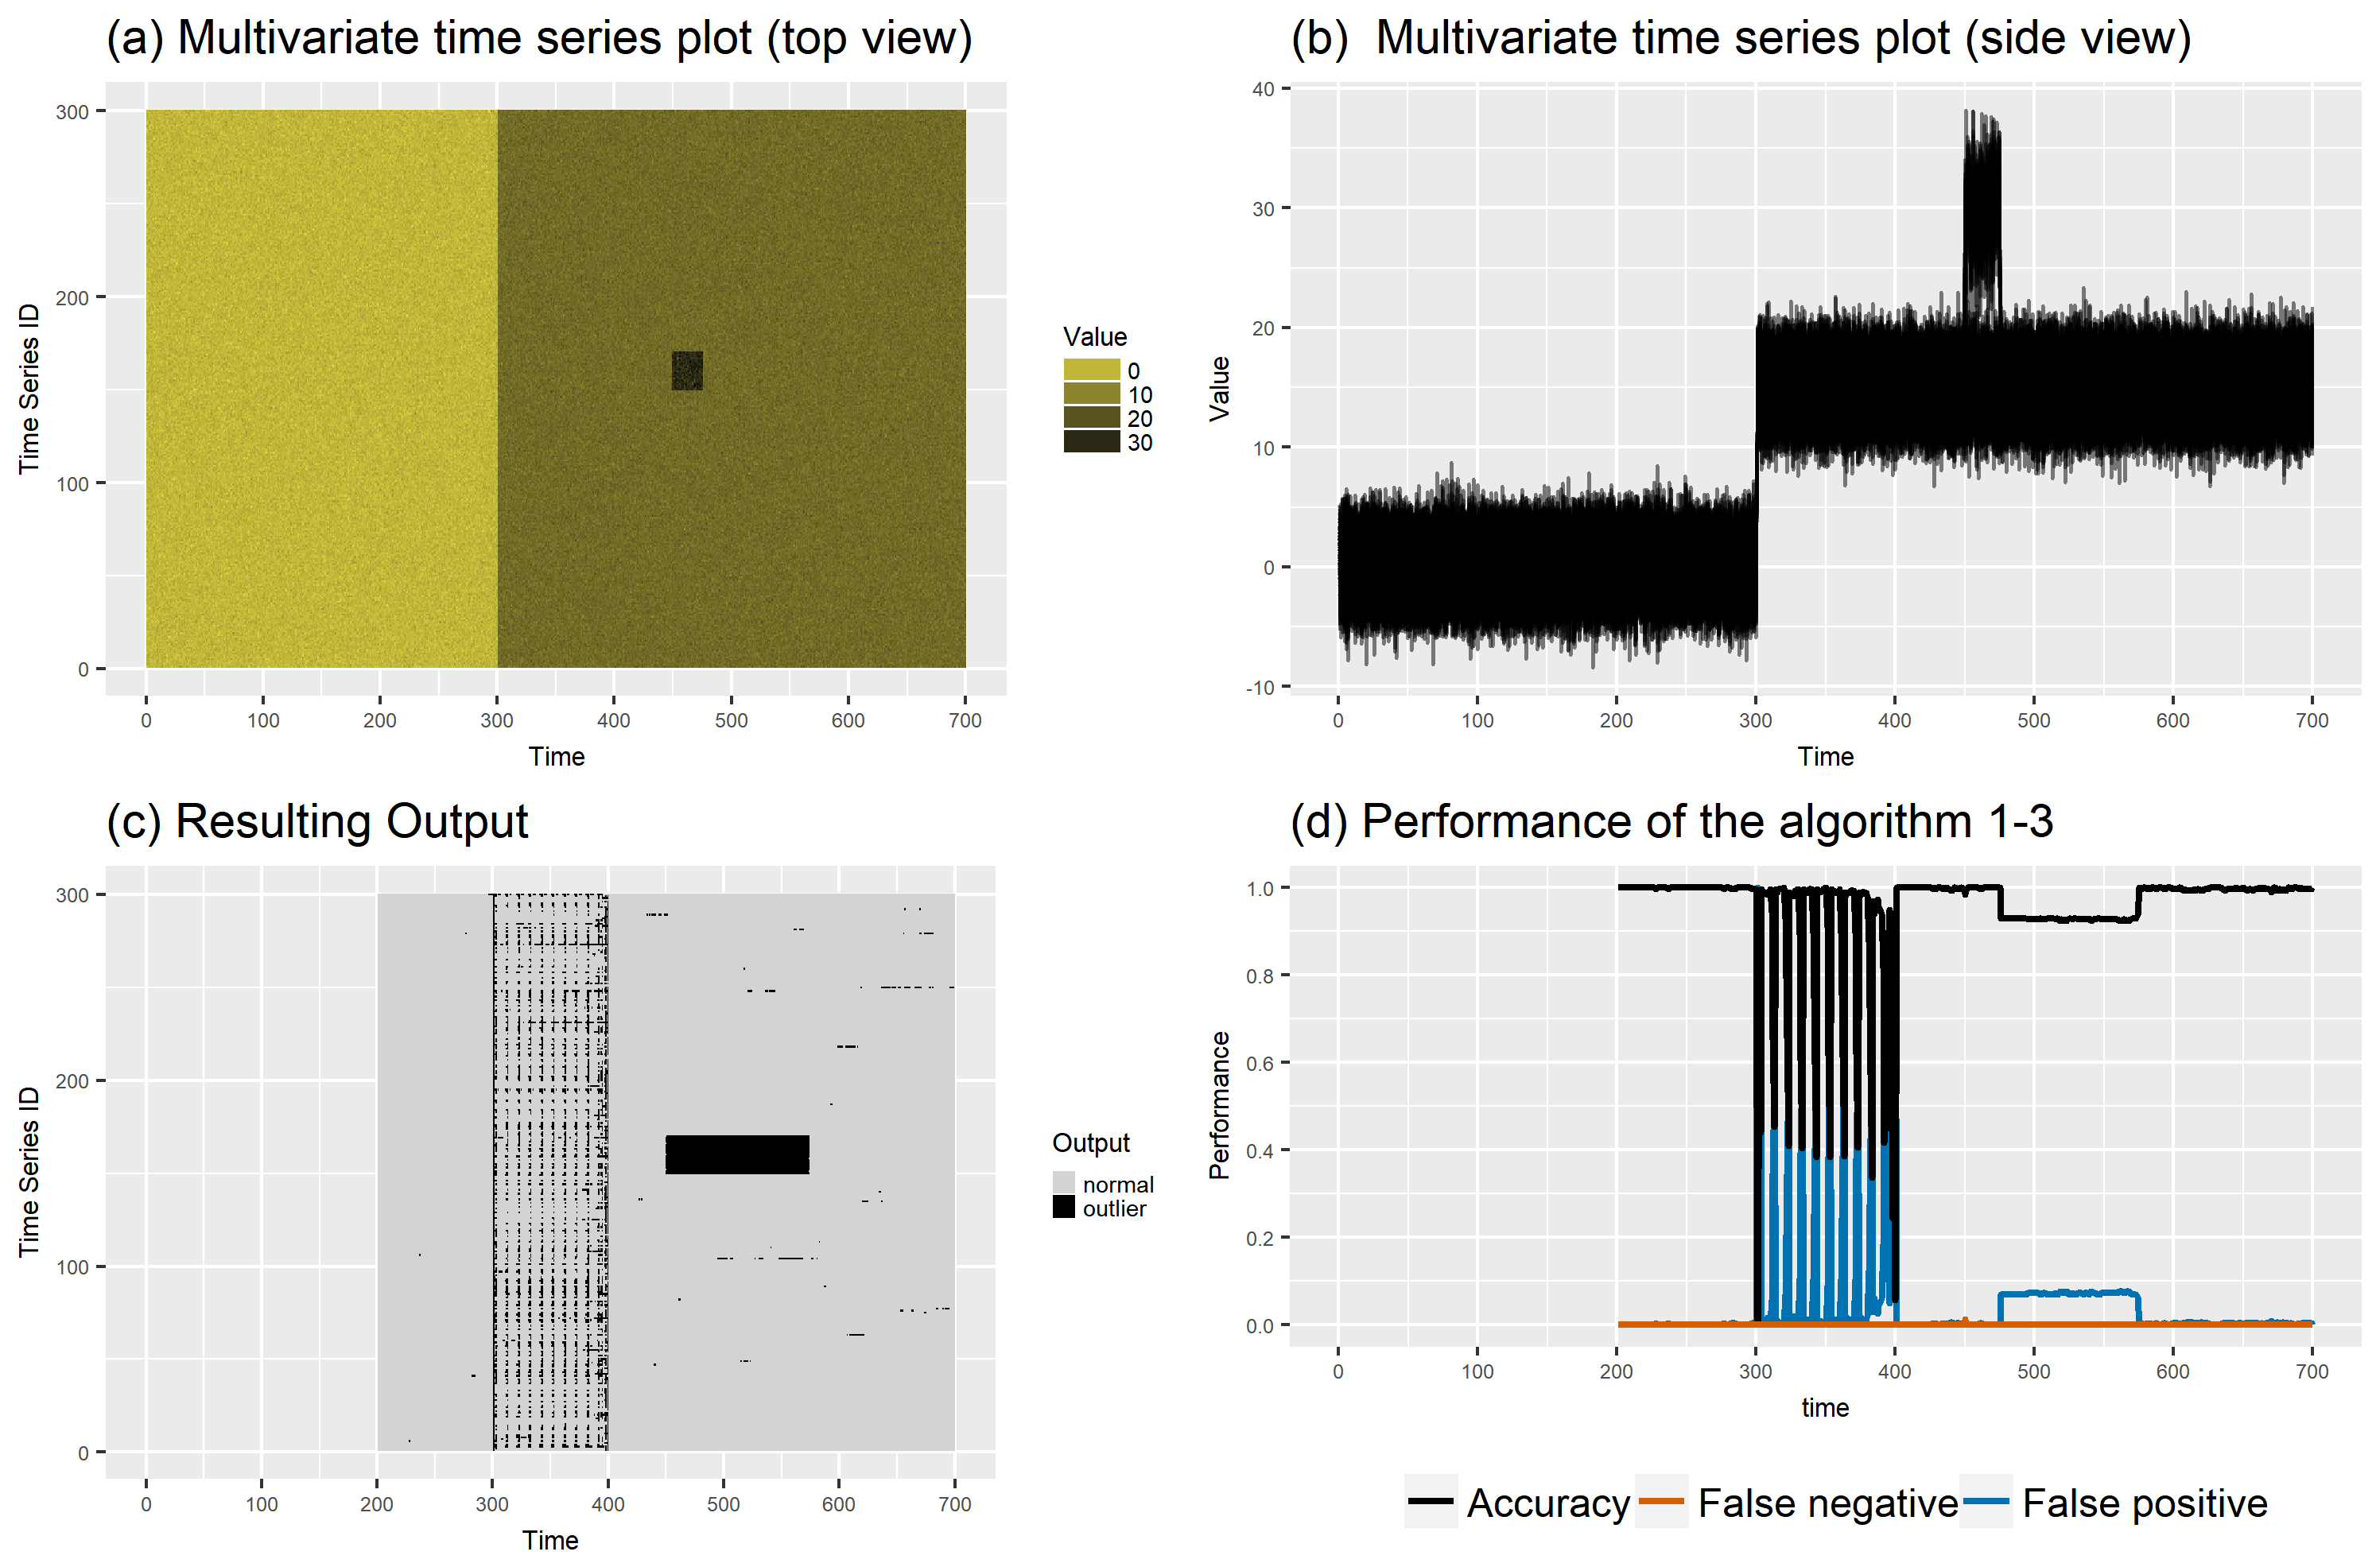 (a) Multivariate time series plot (top view)
300
200
100
0
Time Series ID
0 100 200 300 400 500 600 700
Time
Value
0
10
20
30
(b) Multivariate time series plot (side view)
40
30
20
10
0
-10
Value
0 100 200 300 400 500 600 700
Time
(c) Resulting Output
300
200
100
0
Time Series ID
0 100 200 300 400 500 600 700
Time
Output
normal
outlier
(d) Performance of the algorithm 1-3
1.0
0.8
0.6
0.4
0.2
0.0
Performance
0 100 200 300 400 500 600 700
time
Accuracy False negative False positive